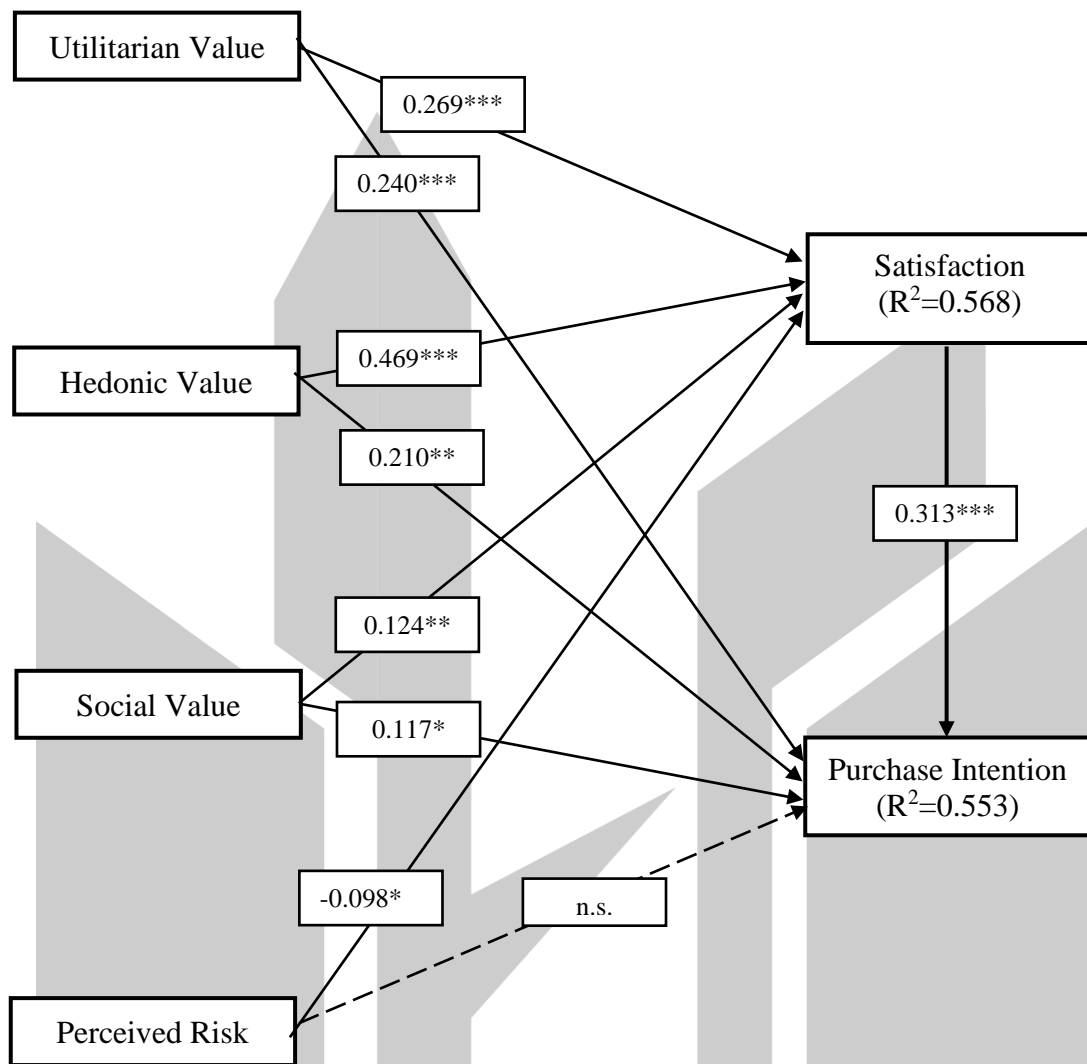 Utilitarian Value
0.269***
0.240***
Satisfaction
(R²=0.568)
0.469***
Hedonic Value
0.210**
0.313***
0.124**
Social Value
0.117*
Purchase Intention
(R²=0.553)
-0.098*
n.s.
Perceived Risk